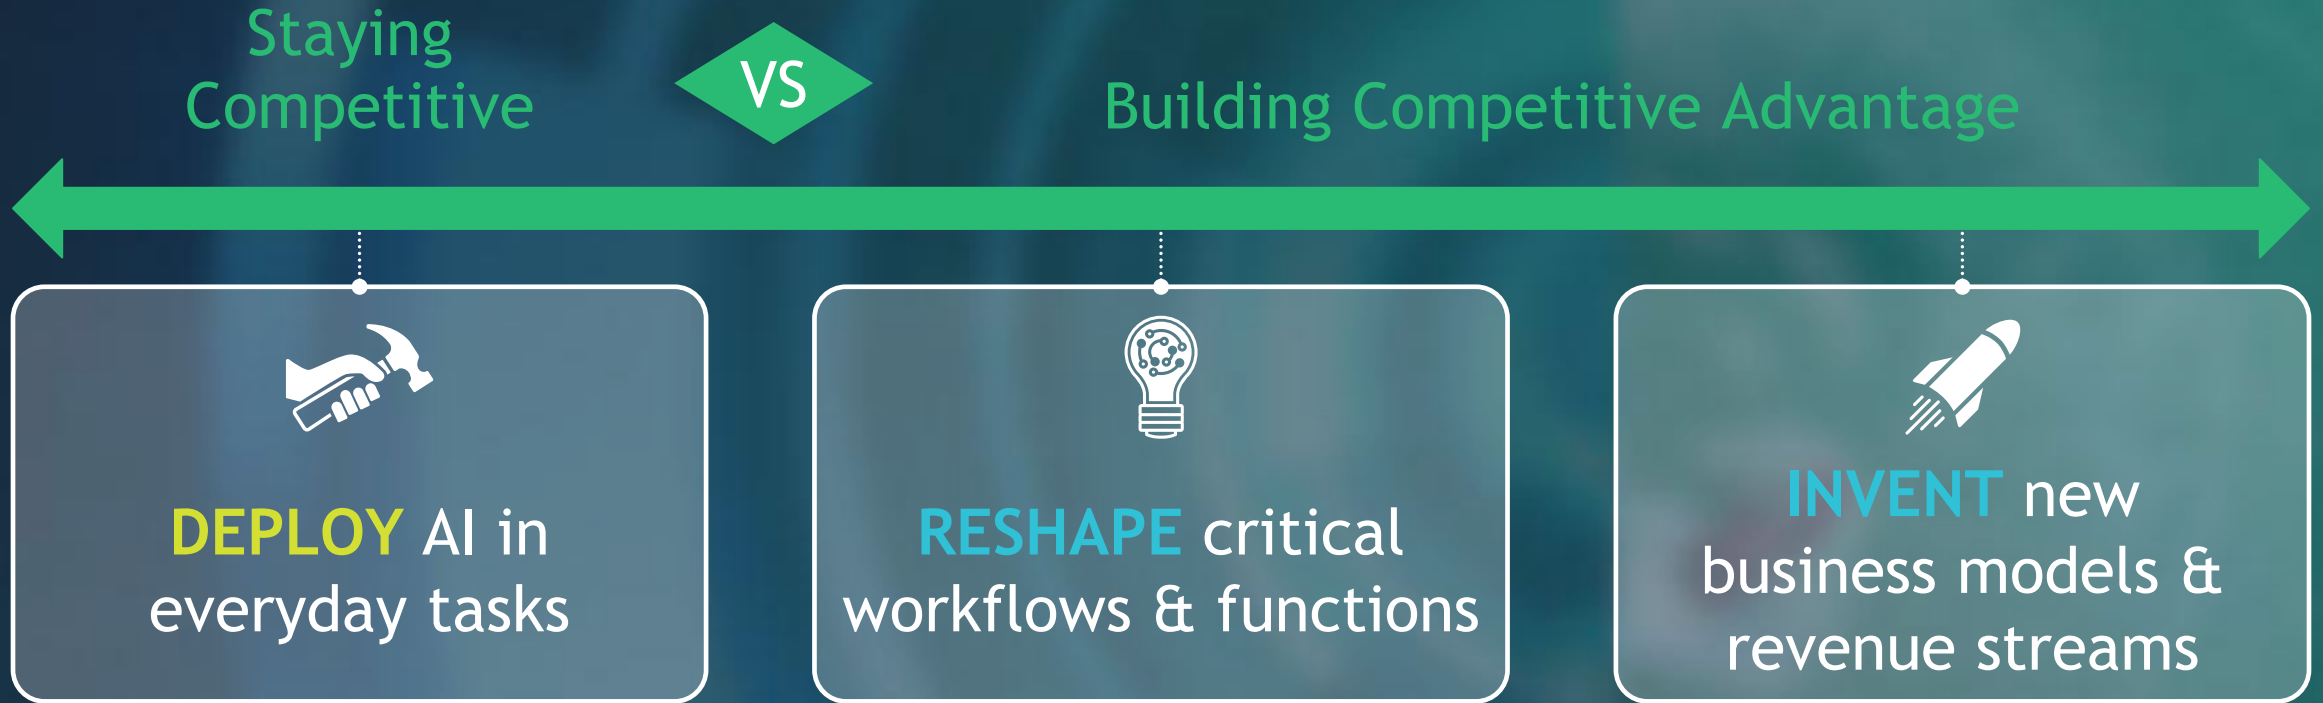 Staying
Competitive
VS
Building Competitive Advantage
DEPLOY AI in
everyday tasks
RESHAPE critical
workflows & functions
INVENT new
business models &
revenue streams